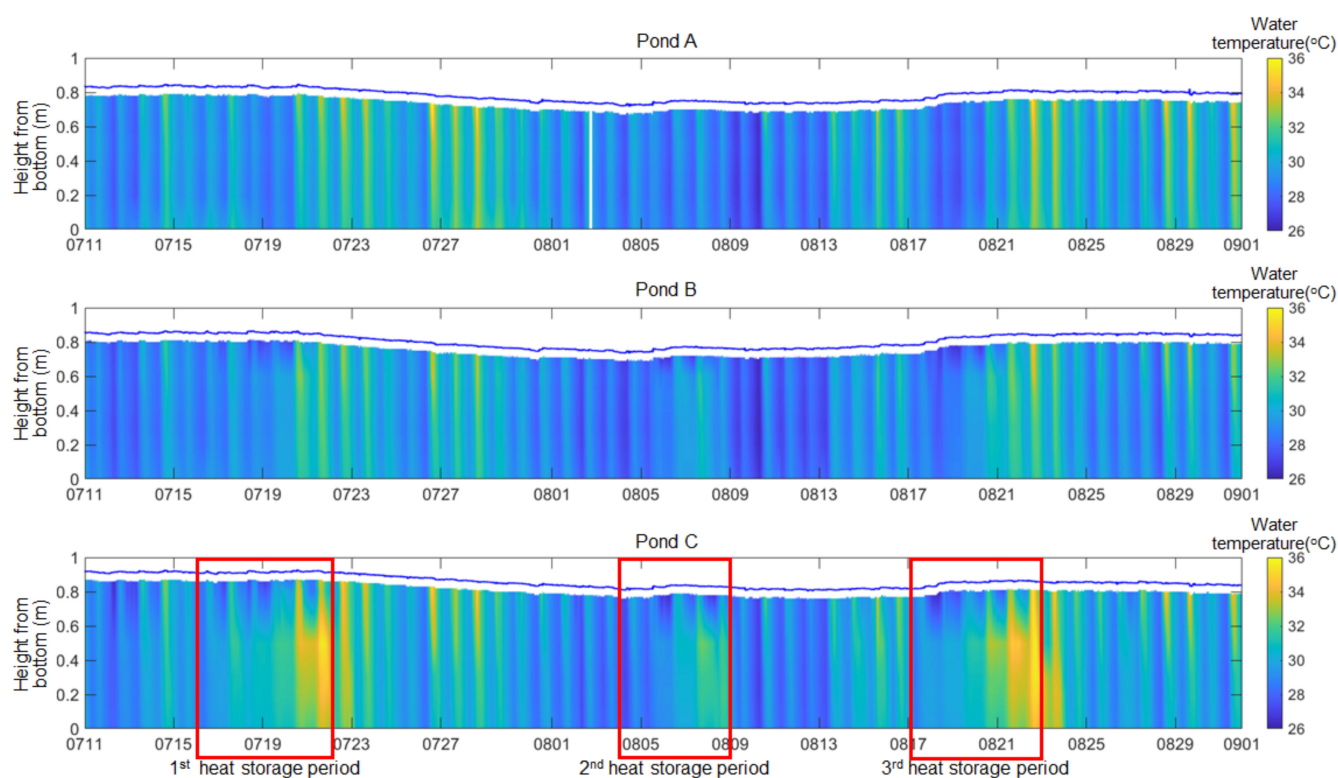 Pond A
Water
temperature(°C)
Height from
bottom (m)
1
0.8
0.6
0.4
0.2
0
0711 0715 0719 0723 0727 0801 0805 0809 0813 0817 0821 0825 0829 0901
36
34
32
30
28
26
Pond B
Water
temperature(°C)
Height from
bottom (m)
1
0.8
0.6
0.4
0.2
0
0711 0715 0719 0723 0727 0801 0805 0809 0813 0817 0821 0825 0829 0901
36
34
32
30
28
26
Pond C
Water
temperature(°C)
Height from
bottom (m)
1
0.8
0.6
0.4
0.2
0
0711 0715 0719 0723 0727 0801 0805 0809 0813 0817 0821 0825 0829 0901
36
34
32
30
28
26
1st heat storage period 2nd heat storage period 3rd heat storage period